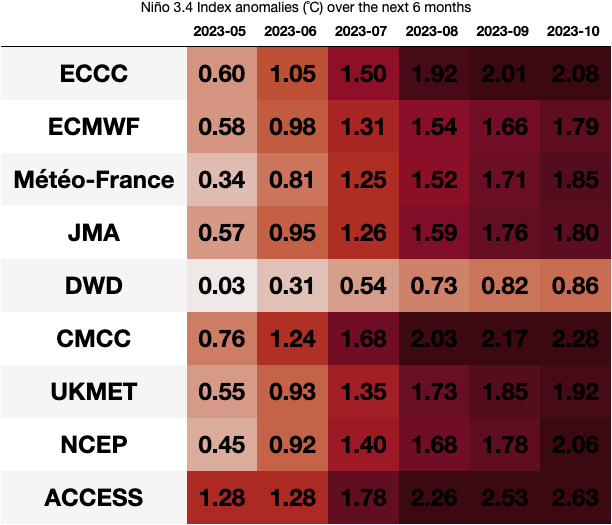 Niño 3.4 Index anomalies (℃) over the next 6 months
2023-05 2023-06 2023-07 2023-08 2023-09 2023-10
ECCC 0.60 1.05 1.50 1.92 2.01 2.08
ECMWF 0.58 0.98 1.31 1.54 1.66 1.79
Météo-France 0.34 0.81 1.25 1.52 1.71 1.85
JMA 0.57 0.95 1.26 1.59 1.76 1.80
DWD 0.03 0.31 0.54 0.73 0.82 0.86
CMCC 0.76 1.24 1.68 2.03 2.17 2.28
UKMET 0.55 0.93 1.35 1.73 1.85 1.92
NCEP 0.45 0.92 1.40 1.68 1.78 2.06
ACCESS 1.28 1.28 1.78 2.26 2.53 2.63